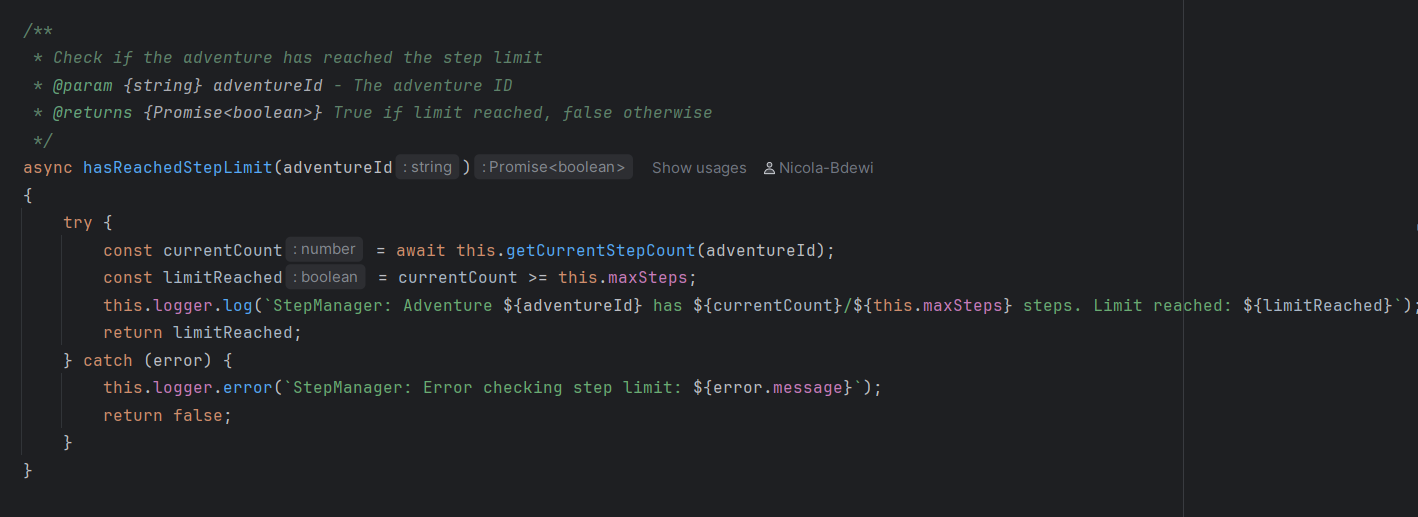 /**
 * Check if the adventure has reached the step limit
 * @param {string} adventureId - The adventure ID
 * @returns {Promise<boolean>} True if limit reached, false otherwise
 */
async hasReachedStepLimit(adventureId : string ) : Promise<boolean> Show usages Nicola-Bdewi
{
    try {
        const currentCount : number = await this.getCurrentStepCount(adventureId);
        const limitReached : boolean = currentCount >= this.maxSteps;
        this.logger.log(`StepManager: Adventure ${adventureId} has ${currentCount}/${this.maxSteps} steps. Limit reached: ${limitReached}`);
        return limitReached;
    } catch (error) {
        this.logger.error(`StepManager: Error checking step limit: ${error.message}`);
        return false;
    }
}